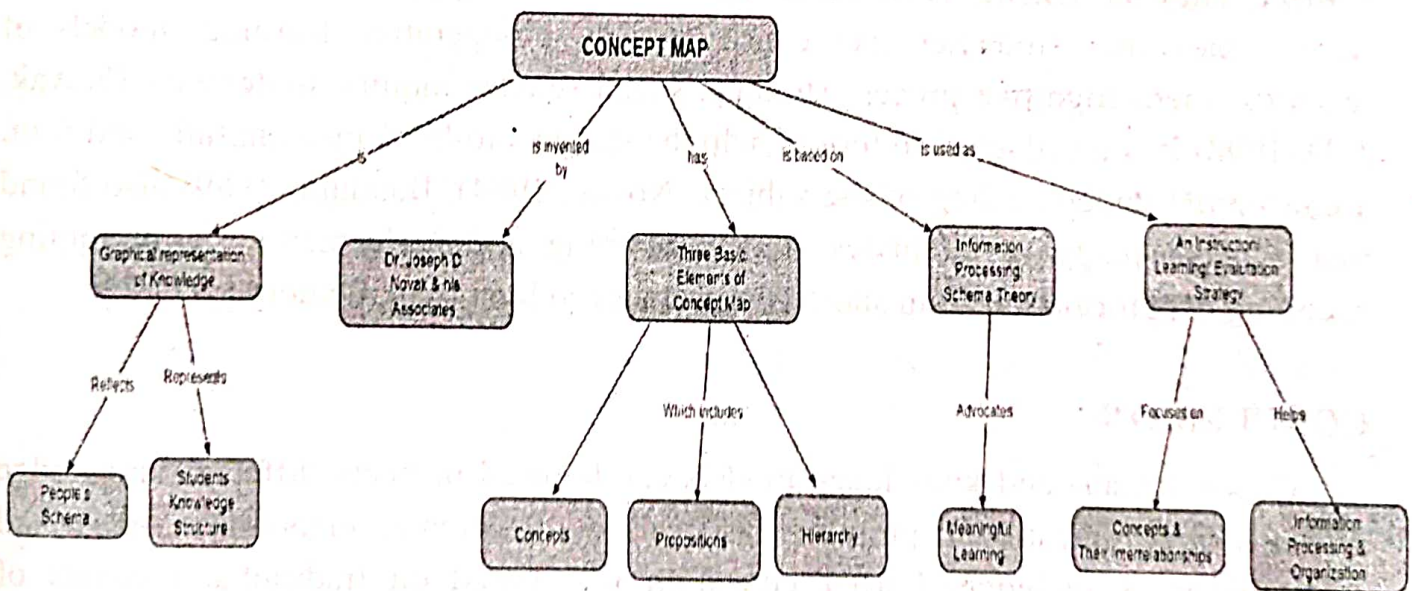 CONCEPT MAP
is
is invented
by
has
is based on
is used as
Graphical representation
of Knowledge
Dr. Joseph D
Novak & his
Associates
Three Basic
Elements of
Concept Map
Information
Processing/
Schema Theory
An Instruction/
Learning/ Evaluation
Strategy
Reflects
Represents
Which includes
Advocates
Focuses on
Helps
People's
Schema
Students
Knowledge
Structure
Concepts
Propositions
Hierarchy
Meaningful
Learning
Concepts &
Their Interrelationships
Information
Processing &
Organization